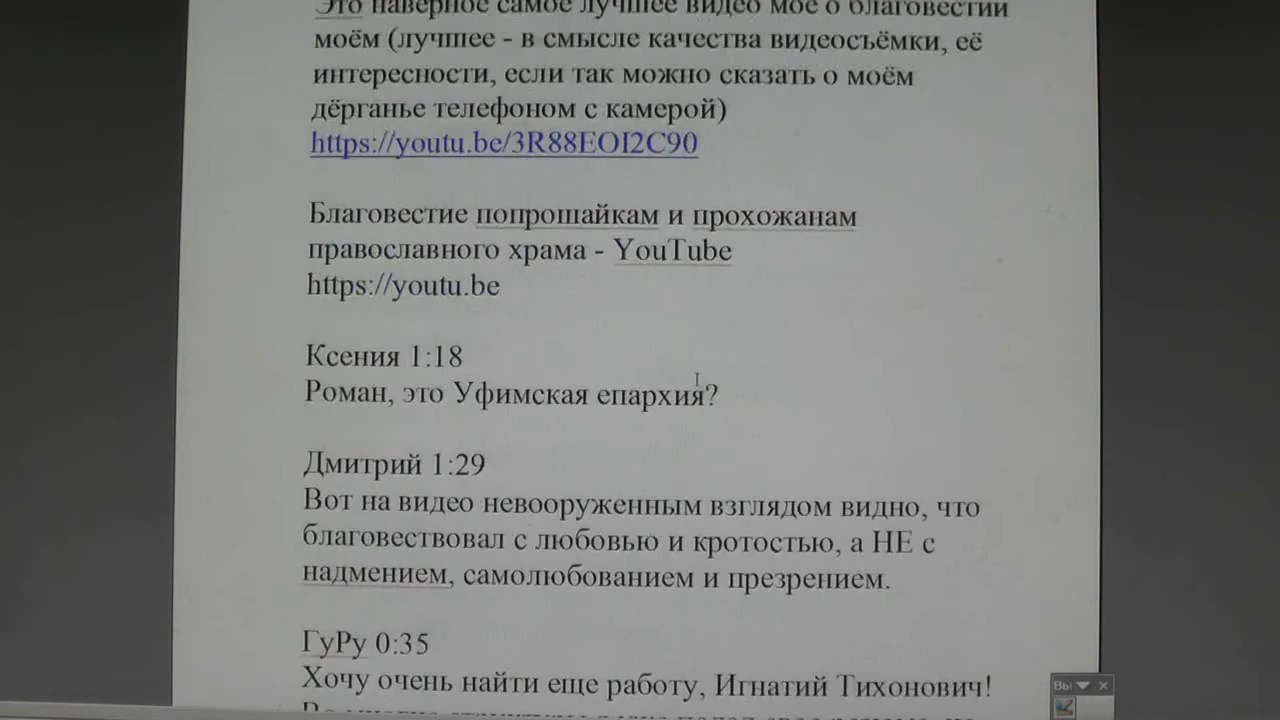 Это наверное самое лучшее видео моё о благовестии
моём (лучшее - в смысле качества видеосъёмки, её
интересности, если так можно сказать о моём
дёрганье телефоном с камерой)
https://youtu.be/3R88EOI2C90
Благовестие попрошайкам и прохожанам
православного храма - YouTube
https://youtu.be
Ксения 1:18
Роман, это Уфимская епархия?
Дмитрий 1:29
Вот на видео невооруженным взглядом видно, что
благовествовал с любовью и кротостью, а НЕ с
надмением, самолюбованием и презрением.
ГуРу 0:35
Хочу очень найти еще работу, Игнатий Тихонович!
Вы